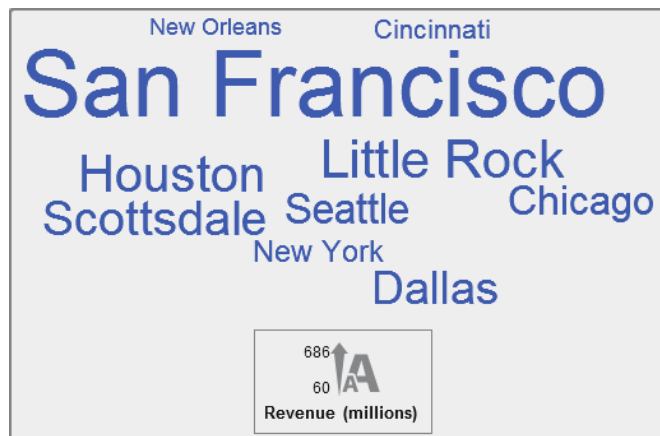 New Orleans
Cincinnati
San Francisco
Little Rock
Houston
Chicago
Seattle
Scottsdale
New York
Dallas
686
60
Revenue (millions)